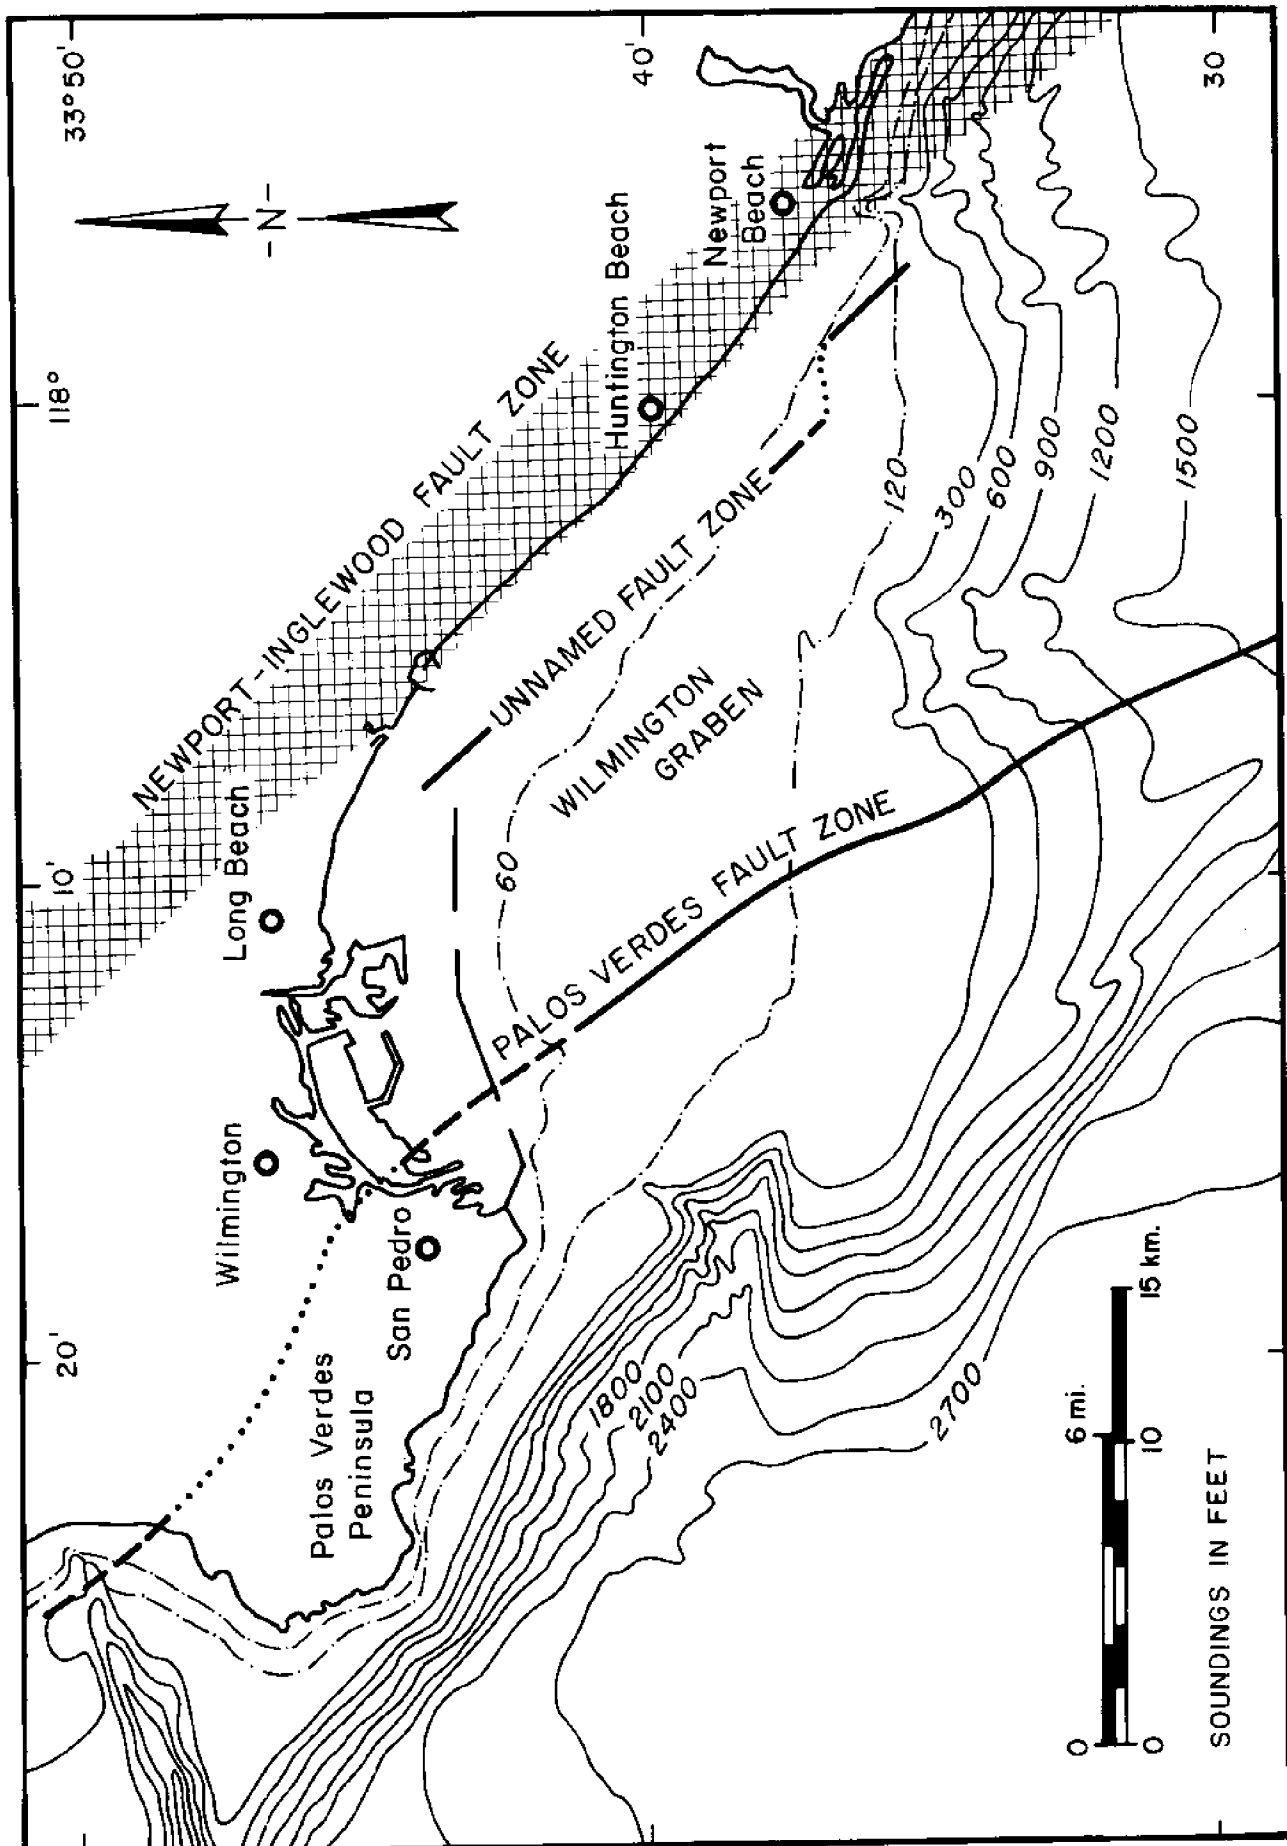 20'
10'
118°
33° 50'
40'
30
-N-
NEWPORT-INGLEWOOD FAULT ZONE
Wilmington
Long Beach
San Pedro
Palos Verdes
Peninsula
Huntington Beach
Newport
Beach
UNNAMED FAULT ZONE
WILMINGTON
GRABEN
PALOS VERDES FAULT ZONE
60
120
300
600
900
1200
1500
1800
2100
2400
2700
0
6 mi.
0
10
15 km.
SOUNDINGS IN FEET